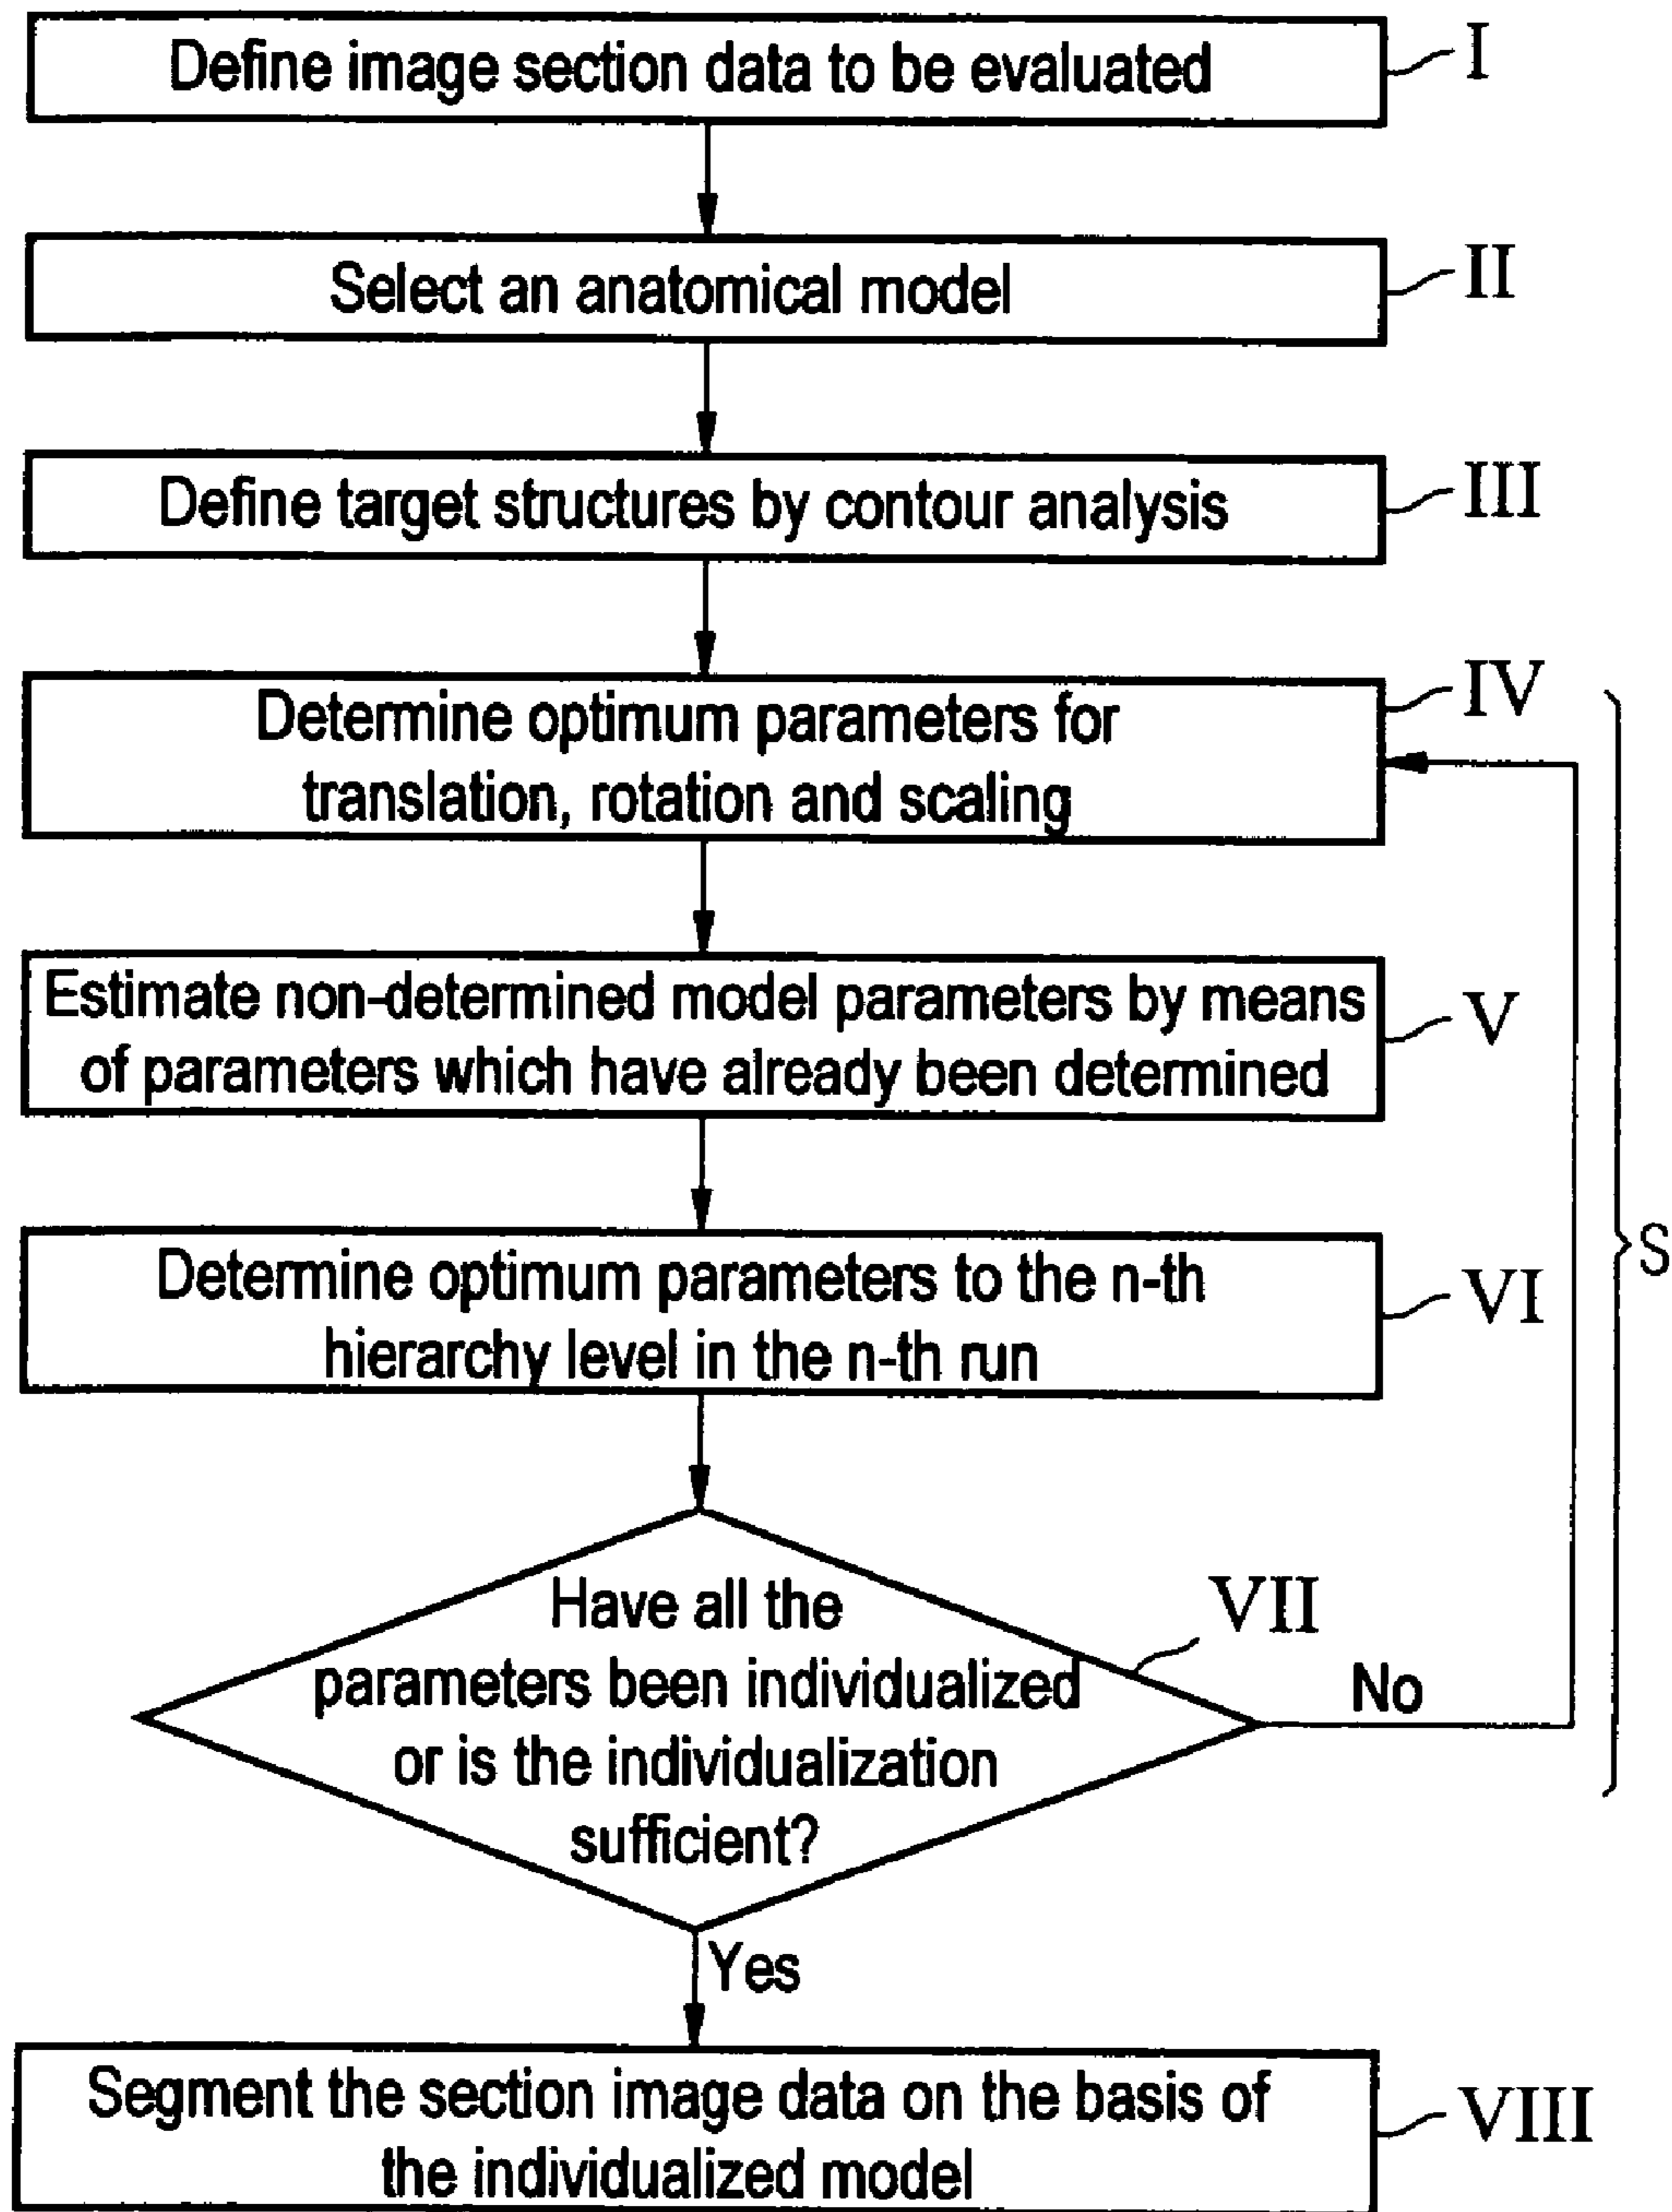 Define image section data to be evaluated
I
Select an anatomical model
II
Define target structures by contour analysis
III
Determine optimum parameters for
translation, rotation and scaling
IV
Estimate non-determined model parameters by means
of parameters which have already been determined
V
Determine optimum parameters to the n-th
hierarchy level in the n-th run
VI
S
Have all the
parameters been individualized
or is the individualization
sufficient?
VII
No
Yes
Segment the section image data on the basis of
the individualized model
VIII